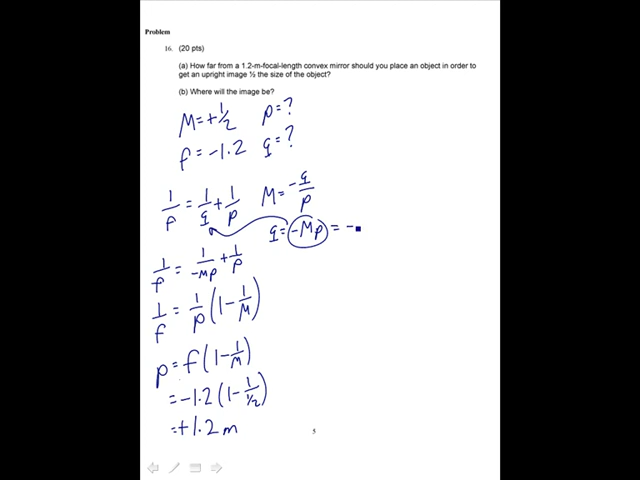 Problem
16. (20 pts)
(a) How far from a 1.2-m-focal-length convex mirror should you place an object in order to
get an upright image ½ the size of the object?
(b) Where will the image be?
M = +1/2 p = ?
f = -1.2 q = ?
1/f = 1/q + 1/p M = -q/p
q = -Mp = -
1/f = 1/-Mp + 1/p
1/f = 1/p (1 - 1/M)
p = f (1 - 1/M)
= -1.2 (1 - 1/1/2)
= +1.2 m
5